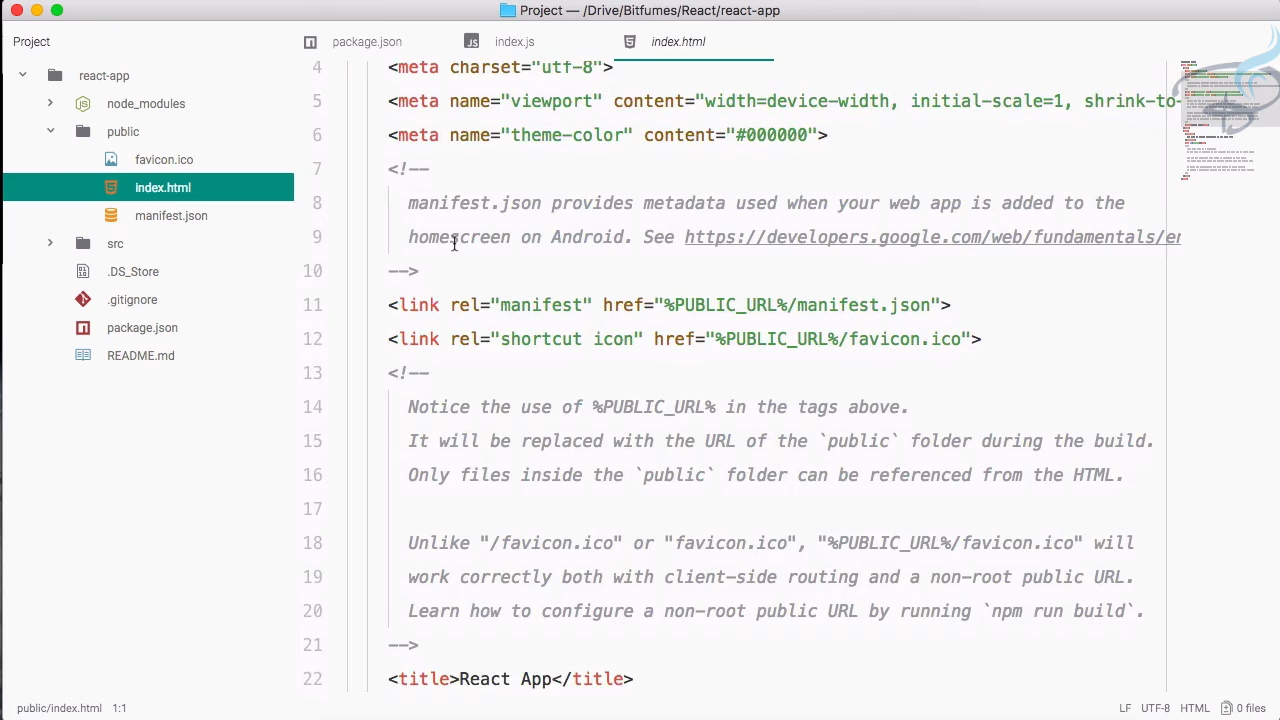 Project — /Drive/Bitfumes/React/react-app
Project
package.json
index.js
index.html
react-app
node_modules
public
favicon.ico
index.html
manifest.json
src
.DS_Store
.gitignore
package.json
README.md
4 <meta charset="utf-8">
5 <meta name="viewport" content="width=device-width, initial-scale=1, shrink-to-
6 <meta name="theme-color" content="#000000">
7 <!--
8 manifest.json provides metadata used when your web app is added to the
9 homescreen on Android. See https://developers.google.com/web/fundamentals/en
10 -->
11 <link rel="manifest" href="%PUBLIC_URL%/manifest.json">
12 <link rel="shortcut icon" href="%PUBLIC_URL%/favicon.ico">
13 <!--
14 Notice the use of %PUBLIC_URL% in the tags above.
15 It will be replaced with the URL of the `public` folder during the build.
16 Only files inside the `public` folder can be referenced from the HTML.
17
18 Unlike "/favicon.ico" or "favicon.ico", "%PUBLIC_URL%/favicon.ico" will
19 work correctly both with client-side routing and a non-root public URL.
20 Learn how to configure a non-root public URL by running `npm run build`.
21 -->
22 <title>React App</title>
public/index.html 1:1
LF UTF-8 HTML 0 files